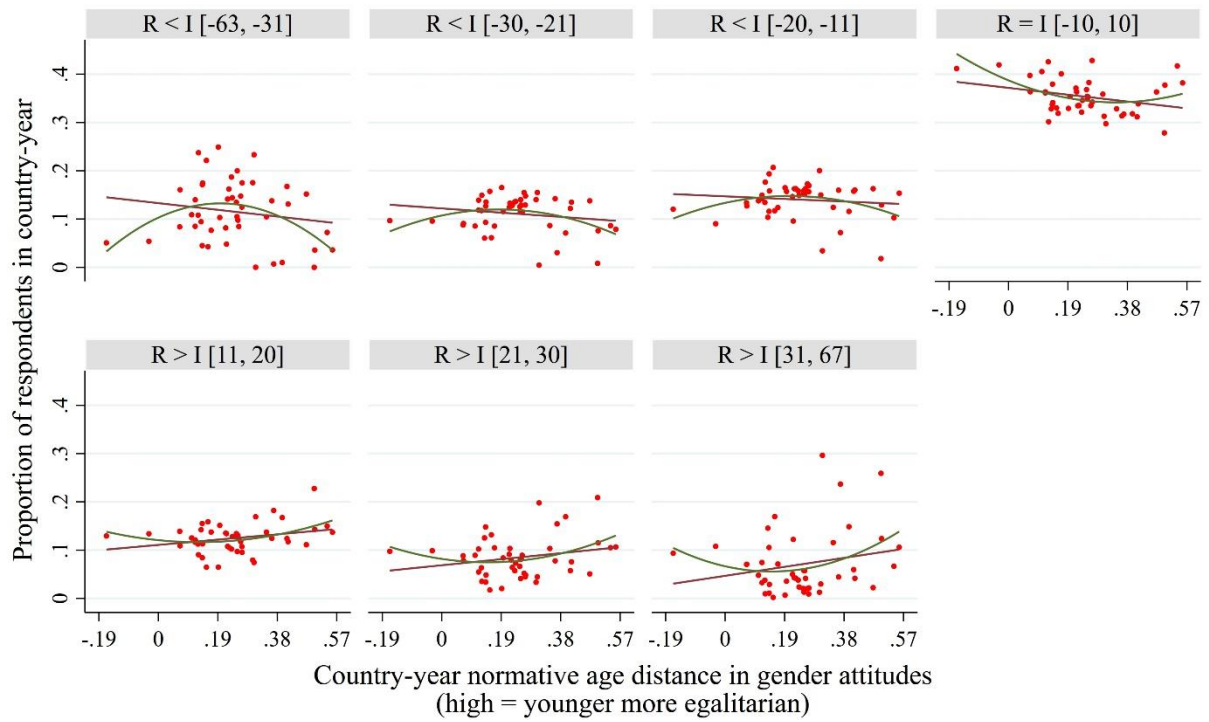 R < I [-63, -31]
R < I [-30, -21]
R < I [-20, -11]
R = I [-10, 10]
.4
.3
.2
.1
0
-.19 0 .19 .38 .57
R > I [11, 20]
R > I [21, 30]
R > I [31, 67]
.4
.3
.2
.1
0
-.19 0 .19 .38 .57
-.19 0 .19 .38 .57
-.19 0 .19 .38 .57
Proportion of respondents in country-year
Country-year normative age distance in gender attitudes
(high = younger more egalitarian)